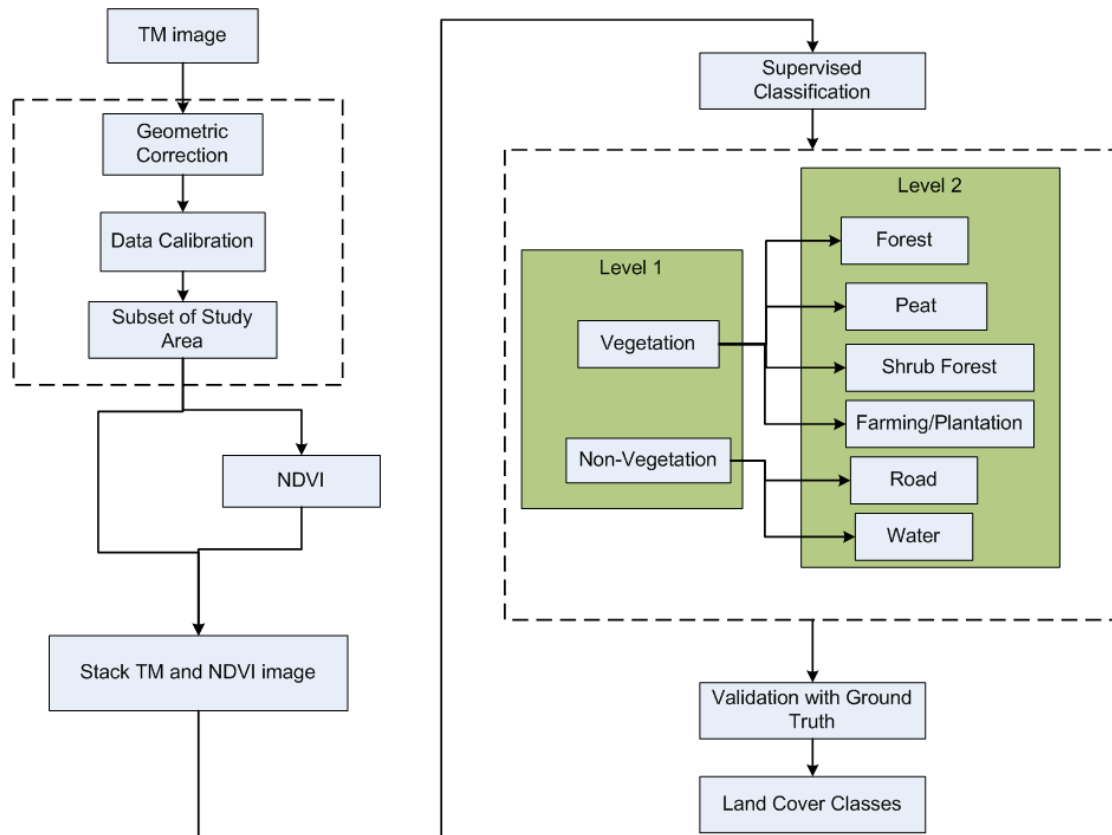 TM image
Geometric
Correction
Data Calibration
Subset of Study
Area
NDVI
Stack TM and NDVI image
Supervised
Classification
Level 1
Vegetation
Non-Vegetation
Level 2
Forest
Peat
Shrub Forest
Farming/Plantation
Road
Water
Validation with Ground
Truth
Land Cover Classes